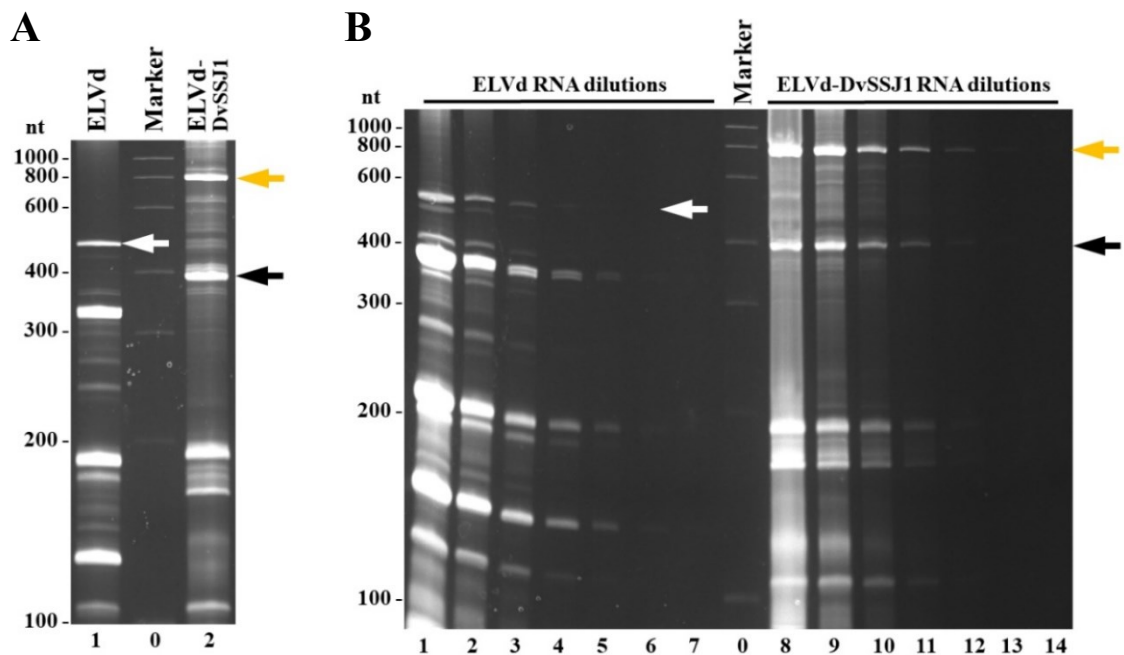 A
B
nt
ELVd
Marker
ELVd-
DvSSJ1
1000 -
800 -
600 -
400 -
300 -
200 -
100 -
1 0 2
ELVd RNA dilutions
Marker
ELVd-DvSSJ1 RNA dilutions
nt
1000 -
800 -
600 -
400 -
300 -
200 -
100 -
1 2 3 4 5 6 7 0 8 9 10 11 12 13 14